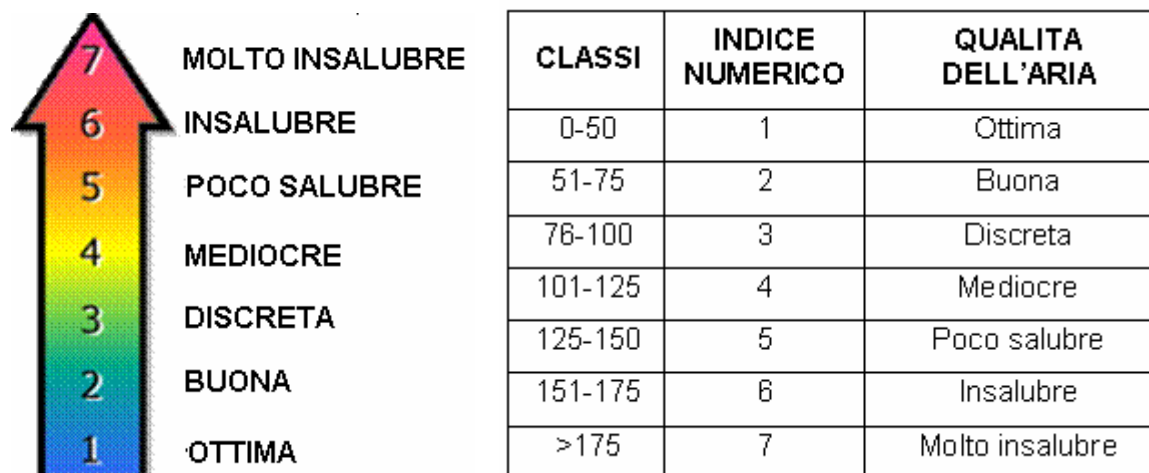 7 MOLTO INSALUBRE
6 INSALUBRE
5 POCO SALUBRE
4 MEDIOCRE
3 DISCRETA
2 BUONA
1 OTTIMA
CLASSI INDICE NUMERICO QUALITA DELL'ARIA
0-50 1 Ottima
51-75 2 Buona
76-100 3 Discreta
101-125 4 Mediocre
125-150 5 Poco salubre
151-175 6 Insalubre
>175 7 Molto insalubre